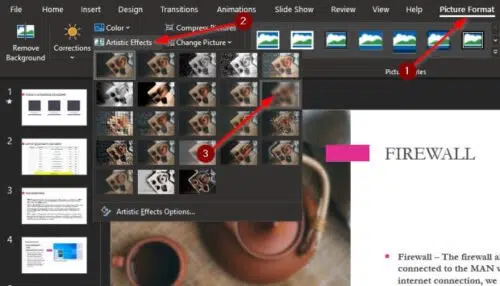 File Home Insert Design Transitions Animations Slide Show Review View Help Picture Format
Remove
Background
Corrections
Color
Artistic Effects
Compress Pictures
Change Picture
2
1
3
1
2
3
4
Artistic Effects Options...
FIREWALL
Firewall – The firewall a
connected to the MAN a
internet connection, we